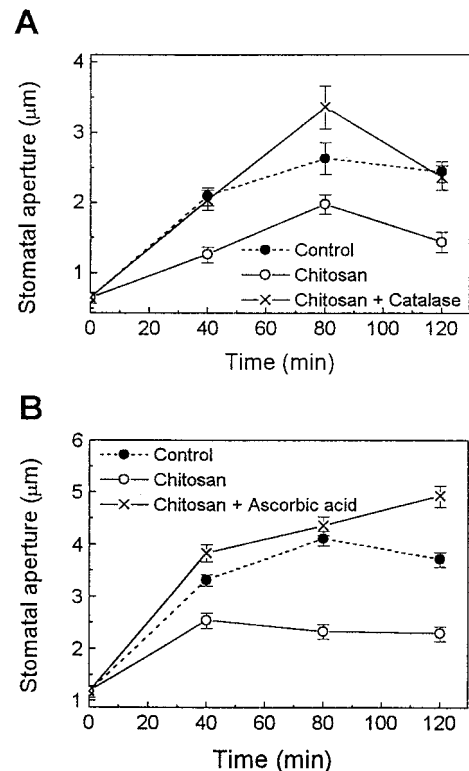 A
Stomatal aperture (μm)
4
3
2
1
Control
Chitosan
Chitosan + Catalase
0 20 40 60 80 100 120
Time (min)
B
Stomatal aperture (μm)
6
5
4
3
2
1
Control
Chitosan
Chitosan + Ascorbic acid
0 20 40 60 80 100 120
Time (min)